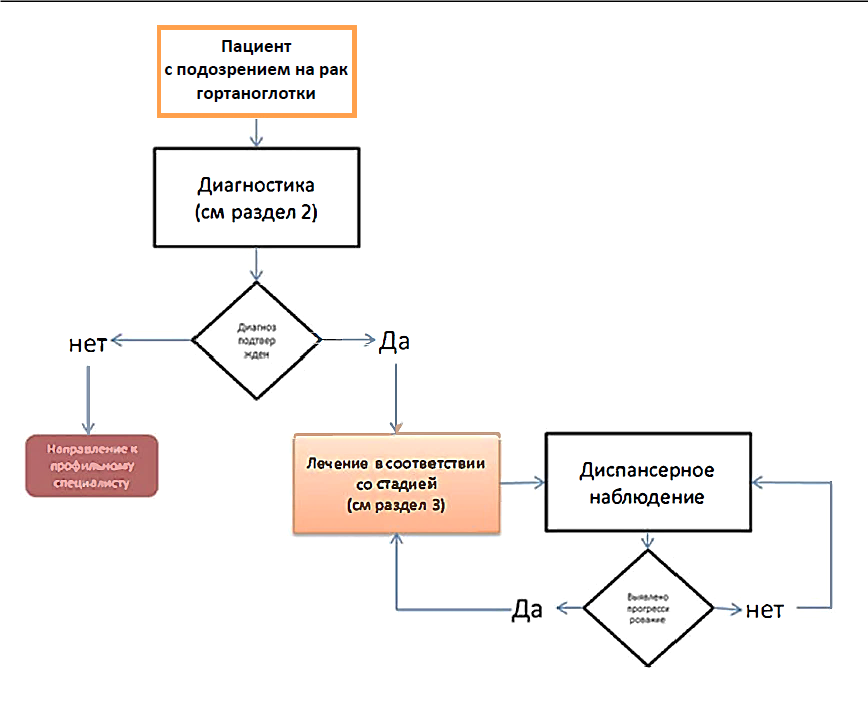 Пациент
с подозрением на рак
гортаноглотки
Диагностика
(см раздел 2)
Диагноз
подтвер
жден
нет
Да
Направление к
профильному
специалисту
Лечение в соответствии
со стадией
(см раздел 3)
Диспансерное
наблюдение
Выявлено
прогресси
рование
Да
нет